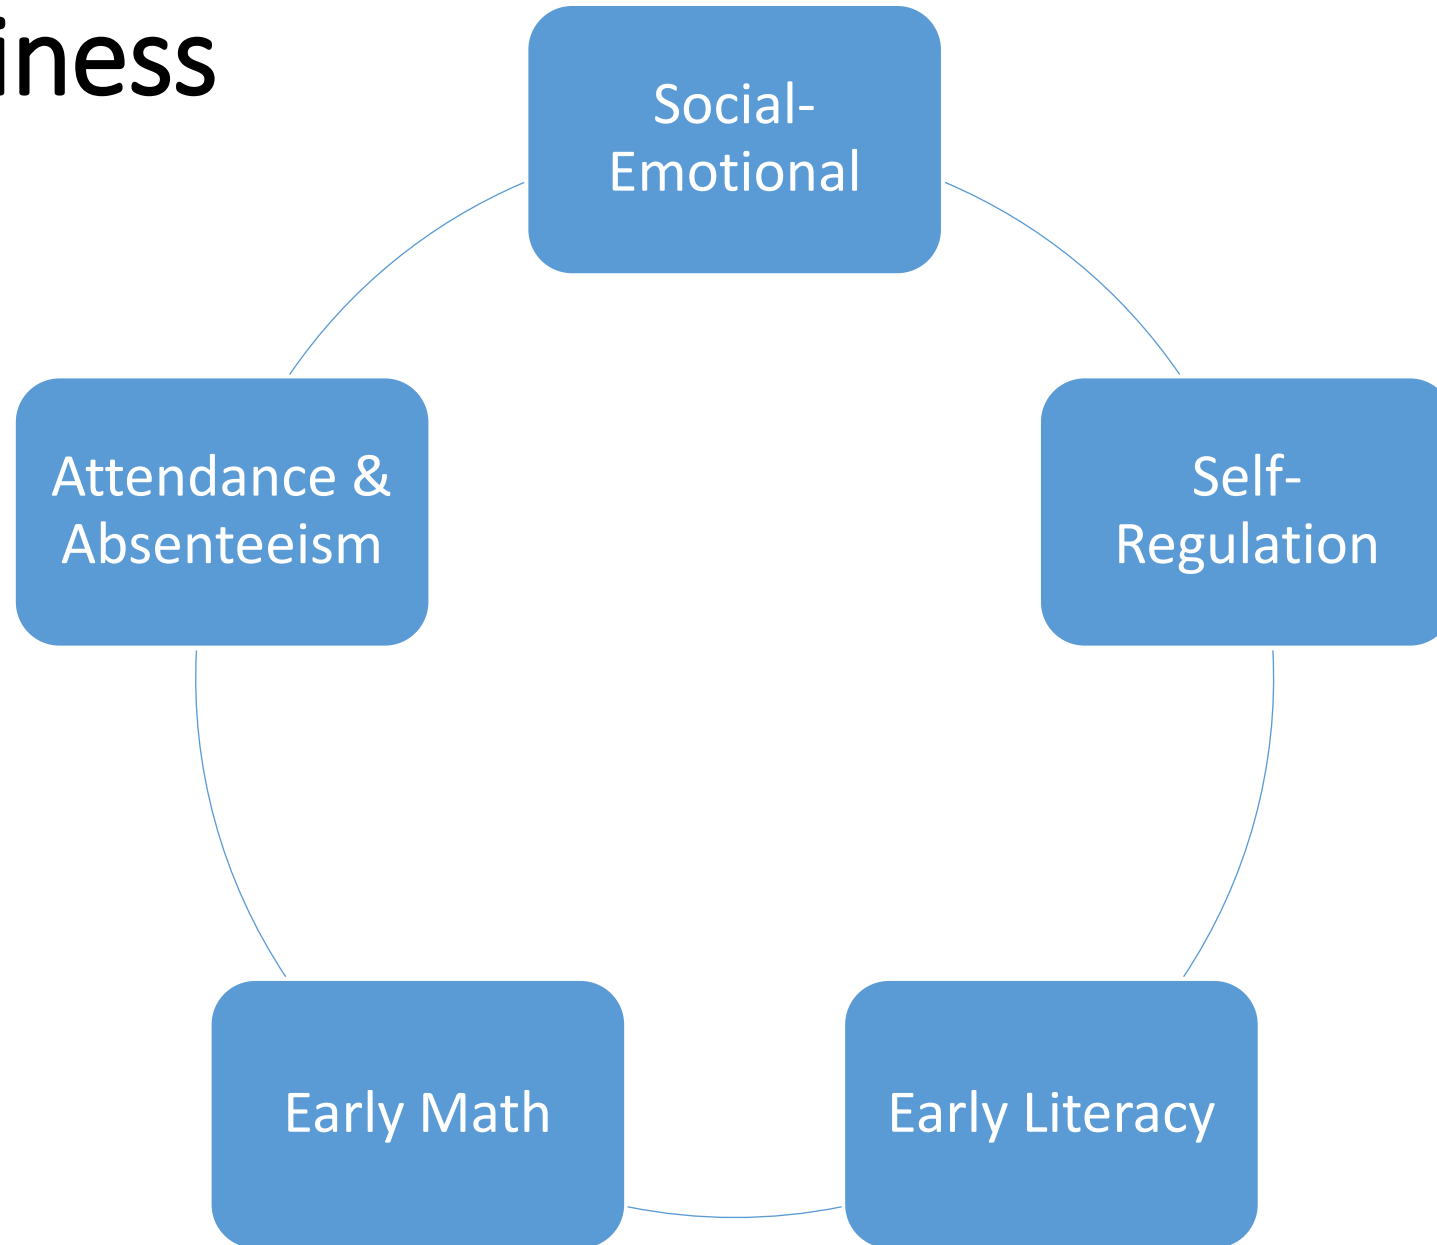 iness
Social-
Emotional
Attendance &
Absenteeism
Self-
Regulation
Early Math
Early Literacy